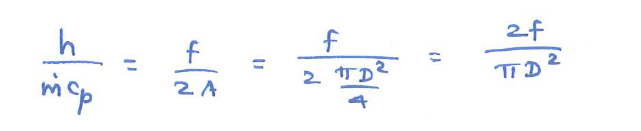 h / ṁ c_p = f / 2A = f / (2 πD² / 4) = 2f / πD²